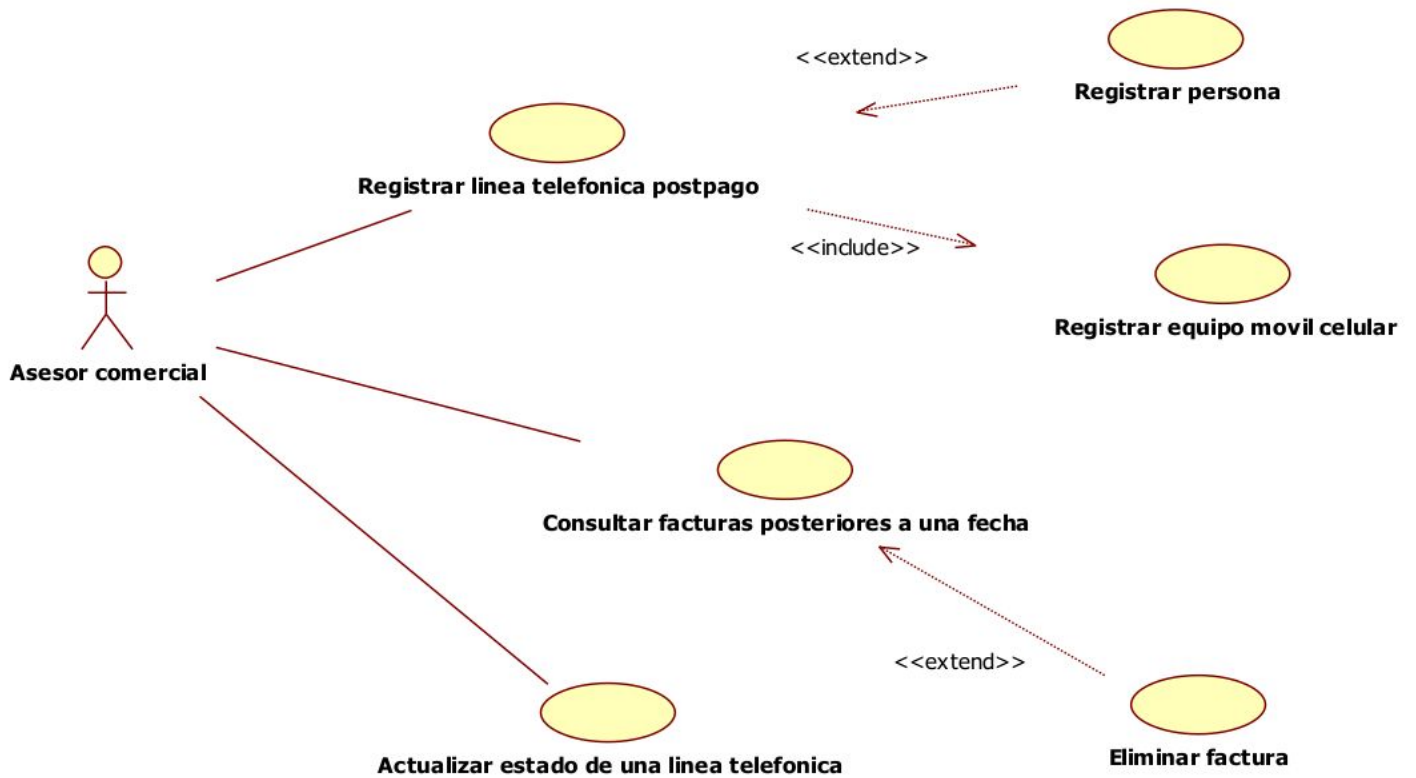 <<extend>>
Registrar persona
Registrar linea telefonica postpago
<<include>>
Registrar equipo movil celular
Asesor comercial
Consultar facturas posteriores a una fecha
<<extend>>
Eliminar factura
Actualizar estado de una linea telefonica